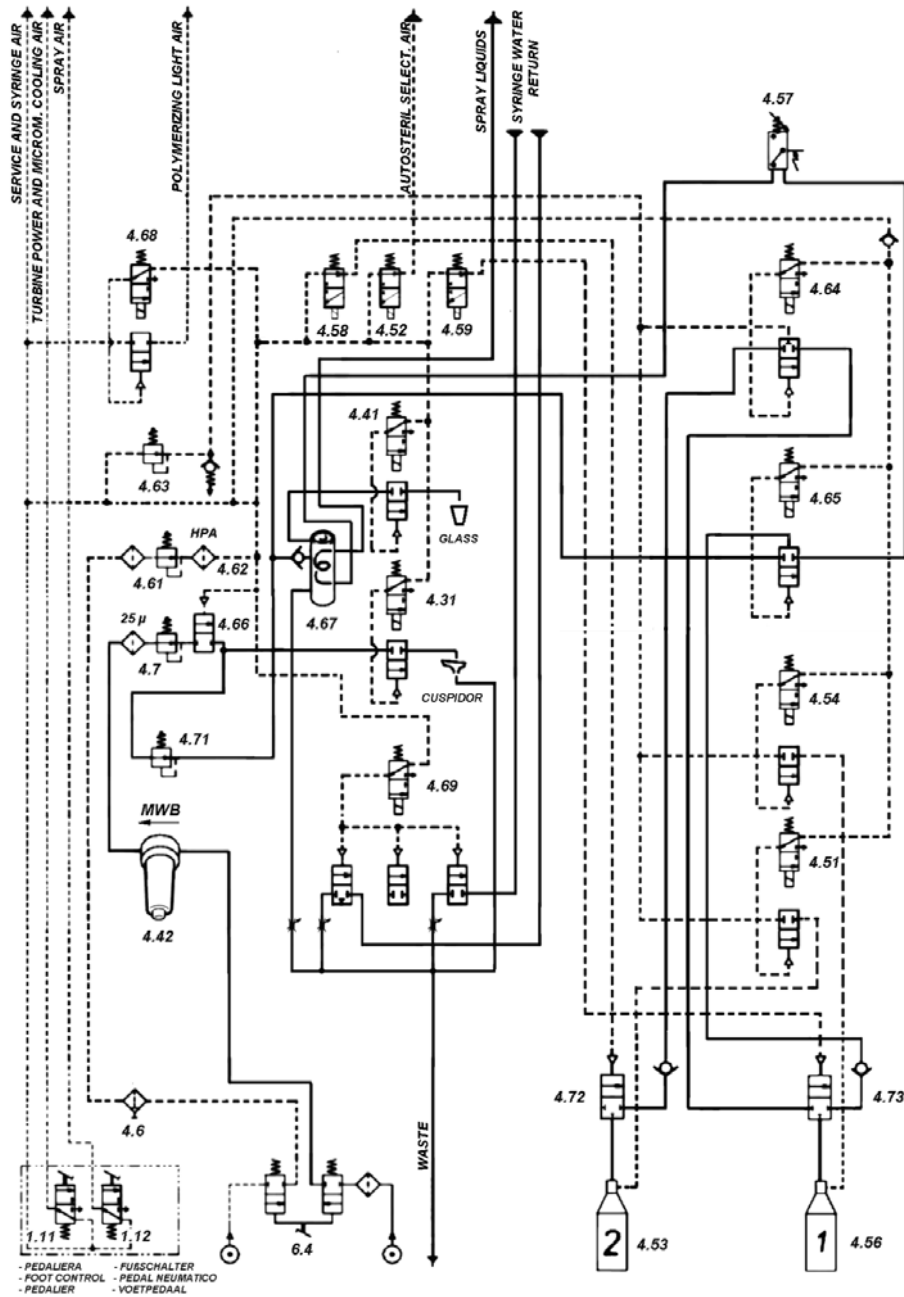 SERVICE AND SYRINGE AIR
TURBINE POWER AND MICROM. COOLING AIR
SPRAY AIR
POLYMERIZING LIGHT AIR
AUTOSTERIL SELECT. AIR
SPRAY LIQUIDS
SYRINGE WATER
RETURN
4.57
4.68
4.58
4.52
4.59
4.64
4.41
4.63
4.65
GLASS
HPA
4.61
4.62
4.31
25 µ
4.66
4.67
4.7
CUSPIDOR
4.54
4.71
4.69
MWB
4.51
4.42
4.72
4.73
4.6
WASTE
1.11
1.12
6.4
2
4.53
1
4.56
- PEDALIERA
- FUßSCHALTER
- FOOT CONTROL
- PEDAL NEUMATICO
- PEDALIER
- VOETPEDAAL